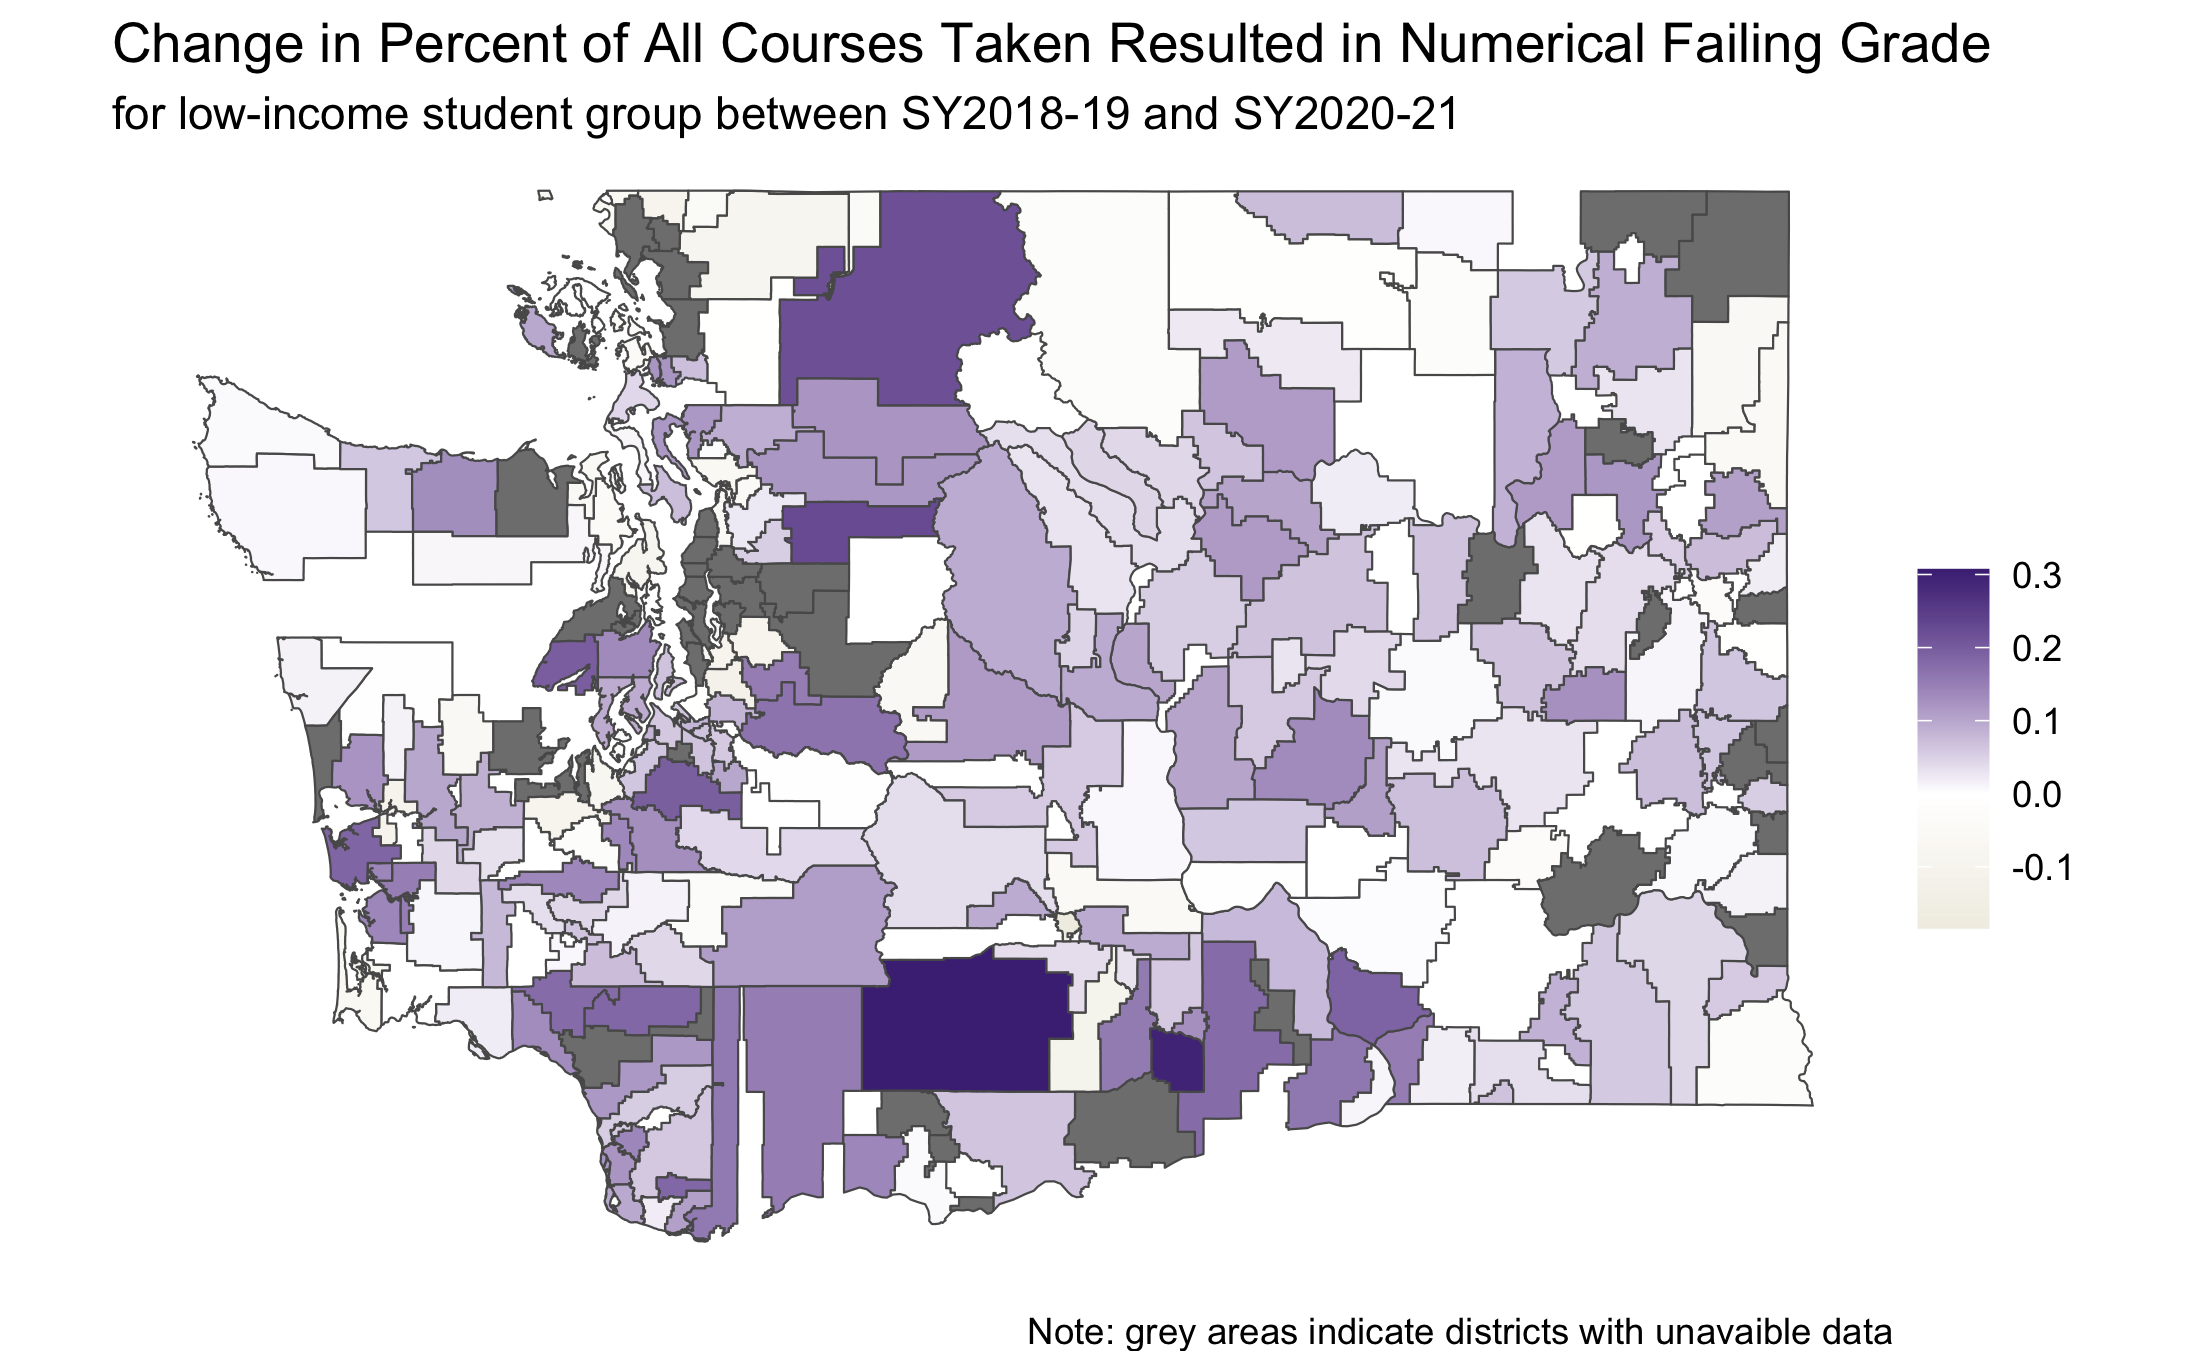 Change in Percent of All Courses Taken Resulted in Numerical Failing Grade
for low-income student group between SY2018-19 and SY2020-21
0.3
0.2
0.1
0.0
-0.1
Note: grey areas indicate districts with unavaible data